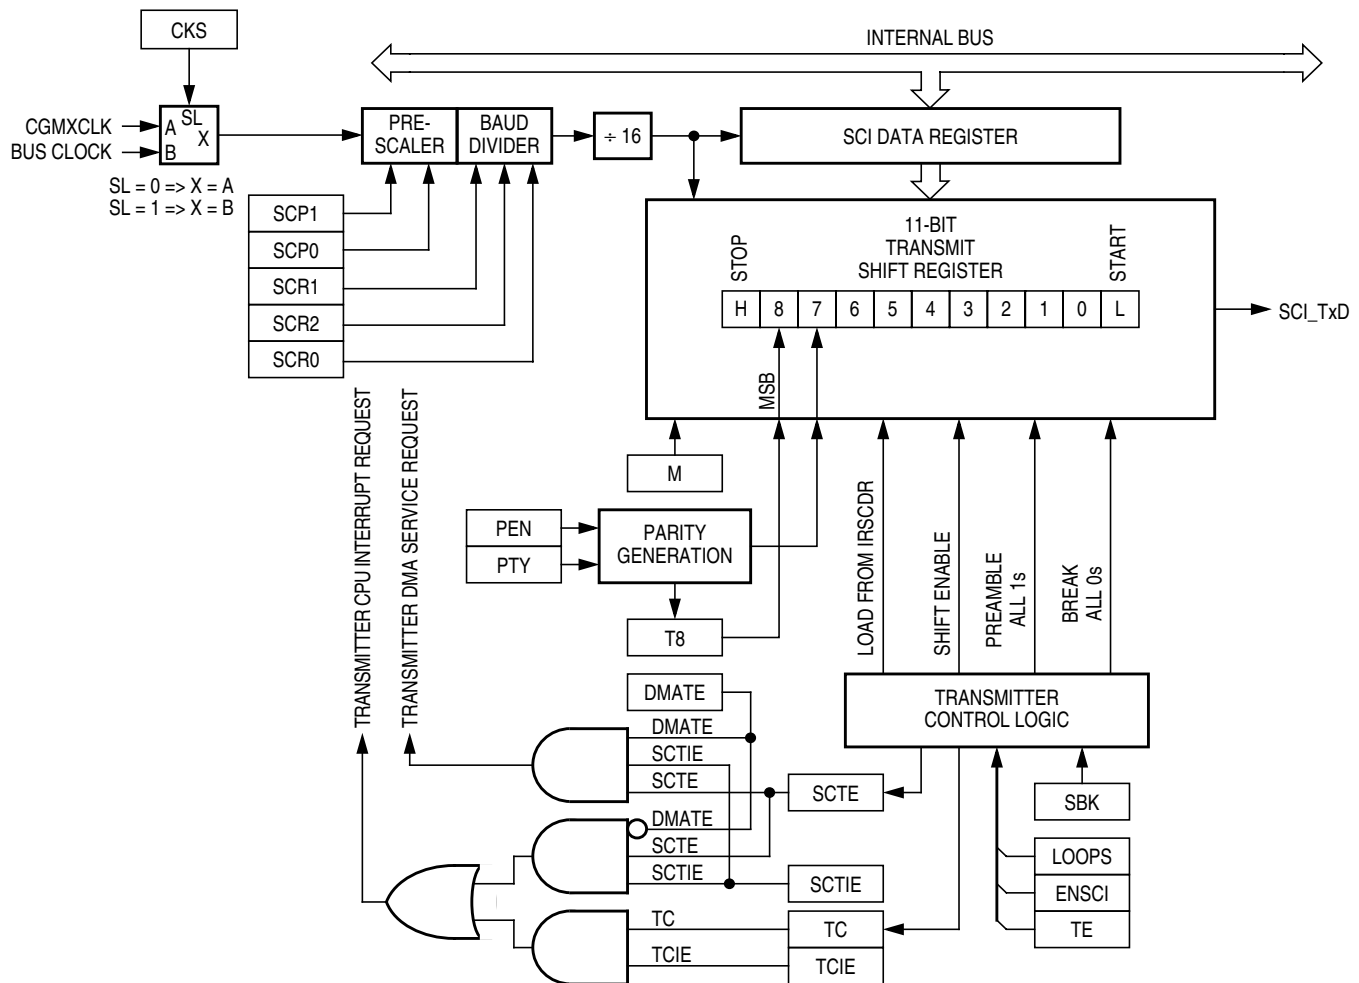 CKS
INTERNAL BUS
CGMXCLK
BUS CLOCK
A
SL
X
B
SL = 0 => X = A
SL = 1 => X = B
PRE-
SCALER
BAUD
DIVIDER
÷ 16
SCI DATA REGISTER
SCP1
SCP0
SCR1
SCR2
SCR0
11-BIT
TRANSMIT
SHIFT REGISTER
STOP
START
H 8 7 6 5 4 3 2 1 0 L
SCI_TxD
MSB
TRANSMITTER CPU INTERRUPT REQUEST
TRANSMITTER DMA SERVICE REQUEST
M
PEN
PTY
PARITY
GENERATION
T8
LOAD FROM IRSCDR
SHIFT ENABLE
PREAMBLE
ALL 1s
BREAK
ALL 0s
TRANSMITTER
CONTROL LOGIC
DMATE
DMATE
SCTIE
SCTE
SCTE
DMATE
SCTE
SCTIE
SCTIE
TC
TC
TCIE
TCIE
SBK
LOOPS
ENSCI
TE